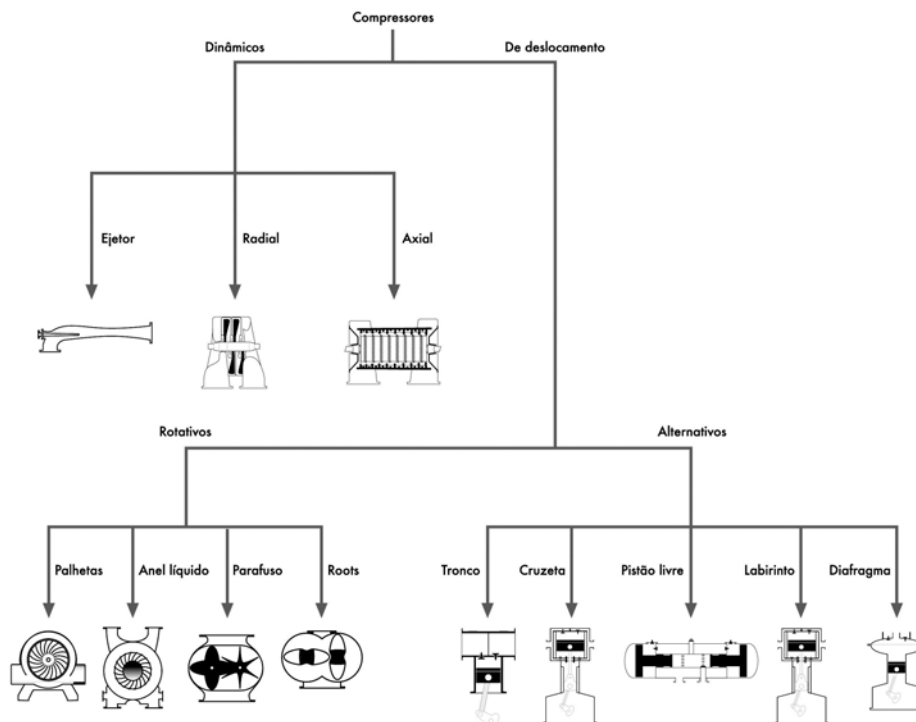 Compressores
Dinâmicos
De deslocamento
Ejetor
Radial
Axial
Rotativos
Alternativos
Palhetas
Anel líquido
Parafuso
Roots
Tronco
Cruzeta
Pistão livre
Labirinto
Diafragma